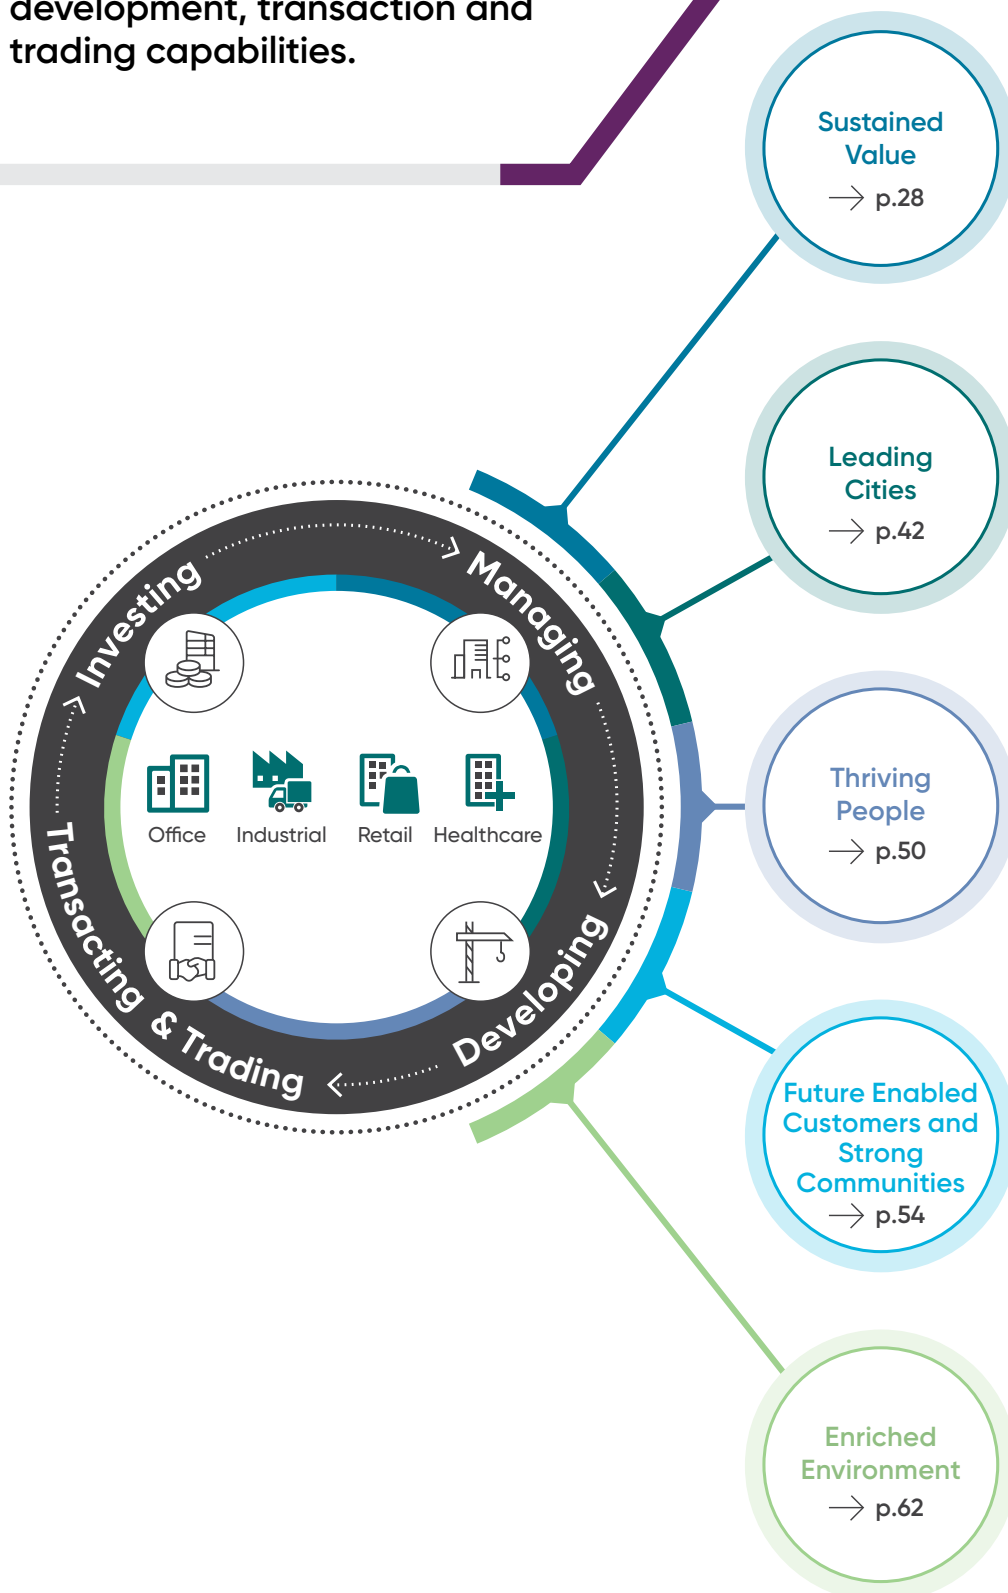 development, transaction and
trading capabilities.
Sustained
Value
→ p.28
Leading
Cities
→ p.42
Investing
Managing
Thriving
People
→ p.50
Office
Industrial
Retail
Healthcare
Transacting & Trading
Developing
Future Enabled
Customers and
Strong
Communities
→ p.54
Enriched
Environment
→ p.62